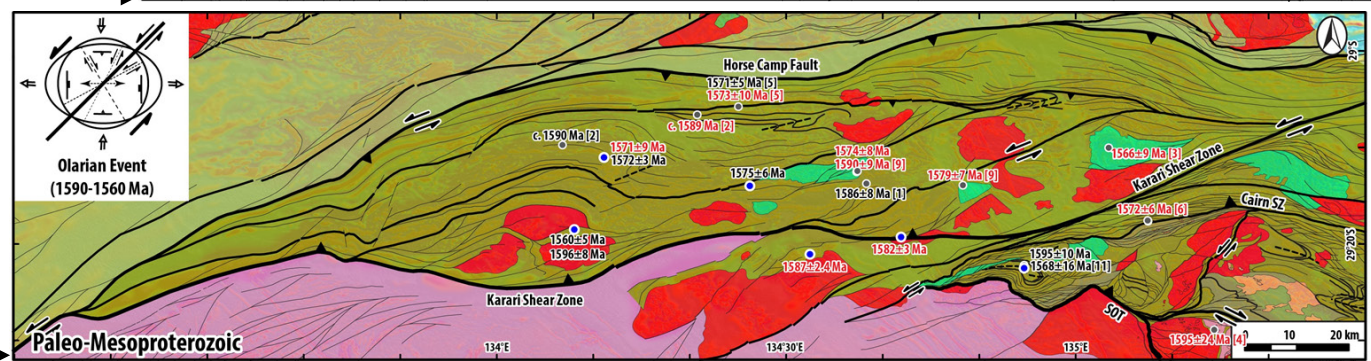 Olarian Event
(1590-1560 Ma)
Horse Camp Fault
1571±5 Ma [5]
1573±10 Ma [5]
c. 1589 Ma [2]
c. 1590 Ma [2]
1571±9 Ma
1572±3 Ma
1574±8 Ma
1590±9 Ma [9]
1575±6 Ma
1586±8 Ma [1]
1579±7 Ma [9]
1566±9 Ma [3]
Karari Shear Zone
1572±6 Ma [6]
Cairn SZ
1560±5 Ma
1596±8 Ma
1582±3 Ma
1587±2.4 Ma
1595±10 Ma
1568±16 Ma[11]
Karari Shear Zone
SOT
1595±24 Ma [4]
Paleo-Mesoproterozoic
134°E
134°30'E
135°E
29°S
29°20'S
0 10 20 km